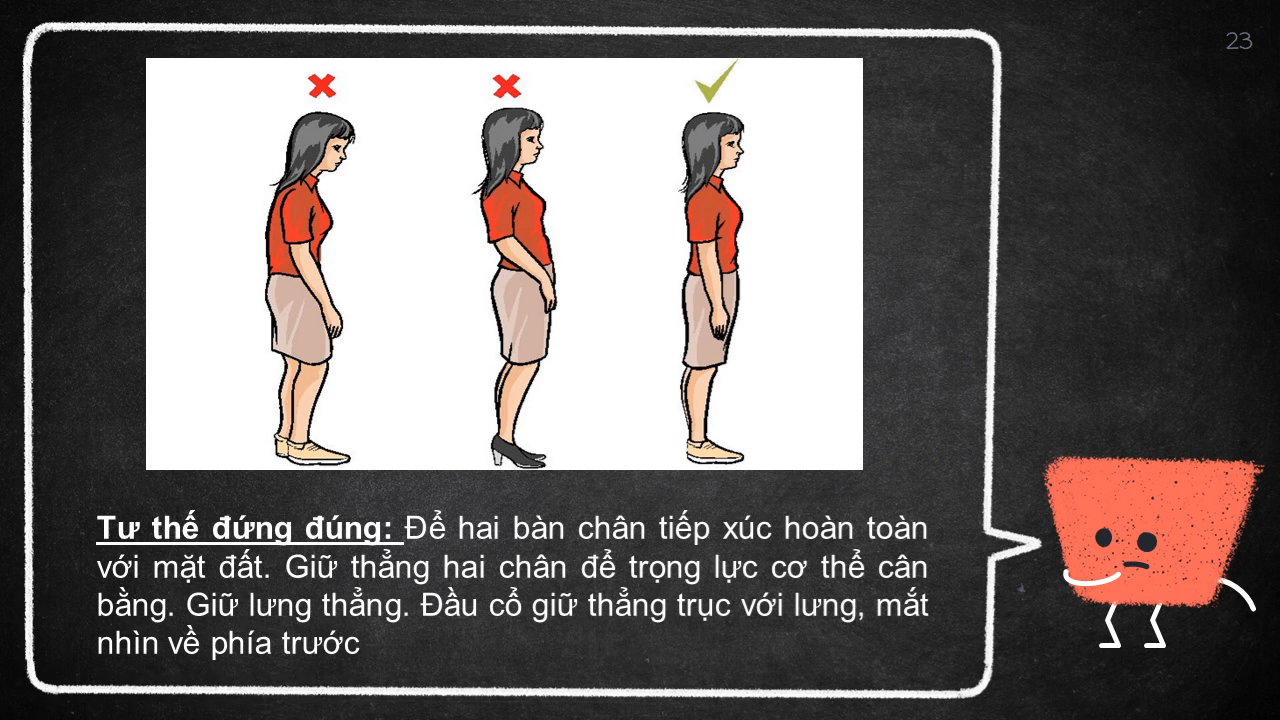 23
Tư thế đứng đúng: Để hai bàn chân tiếp xúc hoàn toàn
với mặt đất. Giữ thẳng hai chân để trọng lực cơ thể cân
bằng. Giữ lưng thẳng. Đầu cổ giữ thẳng trục với lưng, mắt
nhìn về phía trước